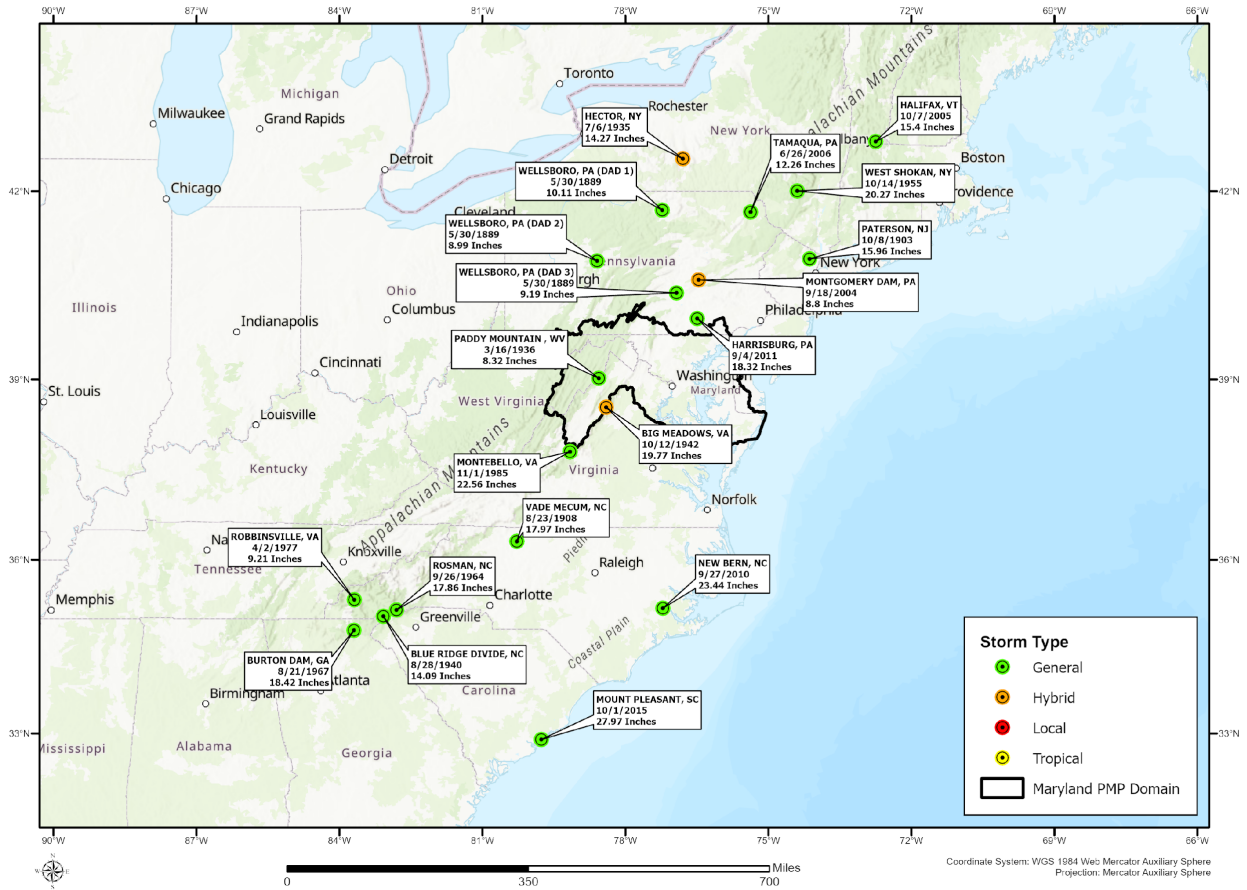 90°W 87°W 84°W 81°W 78°W 75°W 72°W 69°W 66°W
Toronto
Michigan
Milwaukee
Grand Rapids
Rochester
HECTOR, NY
7/6/1935
14.27 Inches
New York
Appalachian Mountains
HALIFAX, VT
10/7/2005
15.4 Inches
lbany
TAMAQUA, PA
6/26/2006
12.26 Inches
Detroit
Boston
Chicago
42°N
WELLSBORO, PA (DAD 1)
5/30/1889
10.11 Inches
WEST SHOKAN, NY
10/14/1955
20.27 Inches
rovidence
42°N
Cleveland
WELLSBORO, PA (DAD 2)
5/30/1889
8.99 Inches
PATERSON, NJ
10/8/1903
15.96 Inches
ennsylvania
New York
WELLSBORO, PA (DAD 3)
5/30/1889
9.19 Inches
rgh
MONTGOMERY DAM, PA
9/18/2004
8.8 Inches
Ohio
Illinois
Columbus
Philadelphia
Indianapolis
PADDY MOUNTAIN , WV
3/16/1936
8.32 Inches
HARRISBURG, PA
9/4/2011
18.32 Inches
Cincinnati
39°N
Washington
Maryland
39°N
St. Louis
West Virginia
Louisville
BIG MEADOWS, VA
10/12/1942
19.77 Inches
Kentucky
Appalachian Mountains
MONTEBELLO, VA
11/1/1985
22.56 Inches
Virginia
Norfolk
VADE MECUM, NC
8/23/1908
17.97 Inches
ROBBINSVILLE, VA
4/2/1977
9.21 Inches
Na
Knoxville
Piedm
36°N
36°N
Tennessee
ROSMAN, NC
9/26/1964
17.86 Inches
Raleigh
NEW BERN, NC
9/27/2010
23.44 Inches
Memphis
Charlotte
Greenville
Coastal Plain
BURTON DAM, GA
8/21/1967
18.42 Inches
BLUE RIDGE DIVIDE, NC
8/28/1940
14.09 Inches
Atlanta
Birmingham
Carolina
MOUNT PLEASANT, SC
10/1/2015
27.97 Inches
33°N
33°N
Mississippi
Alabama
Georgia
Storm Type
General
Hybrid
Local
Tropical
Maryland PMP Domain
90°W 87°W 84°W 81°W 78°W 75°W 72°W 69°W 66°W
N
W E
S
Miles
0 350 700
Coordinate System: WGS 1984 Web Mercator Auxiliary Sphere
Projection: Mercator Auxiliary Sphere